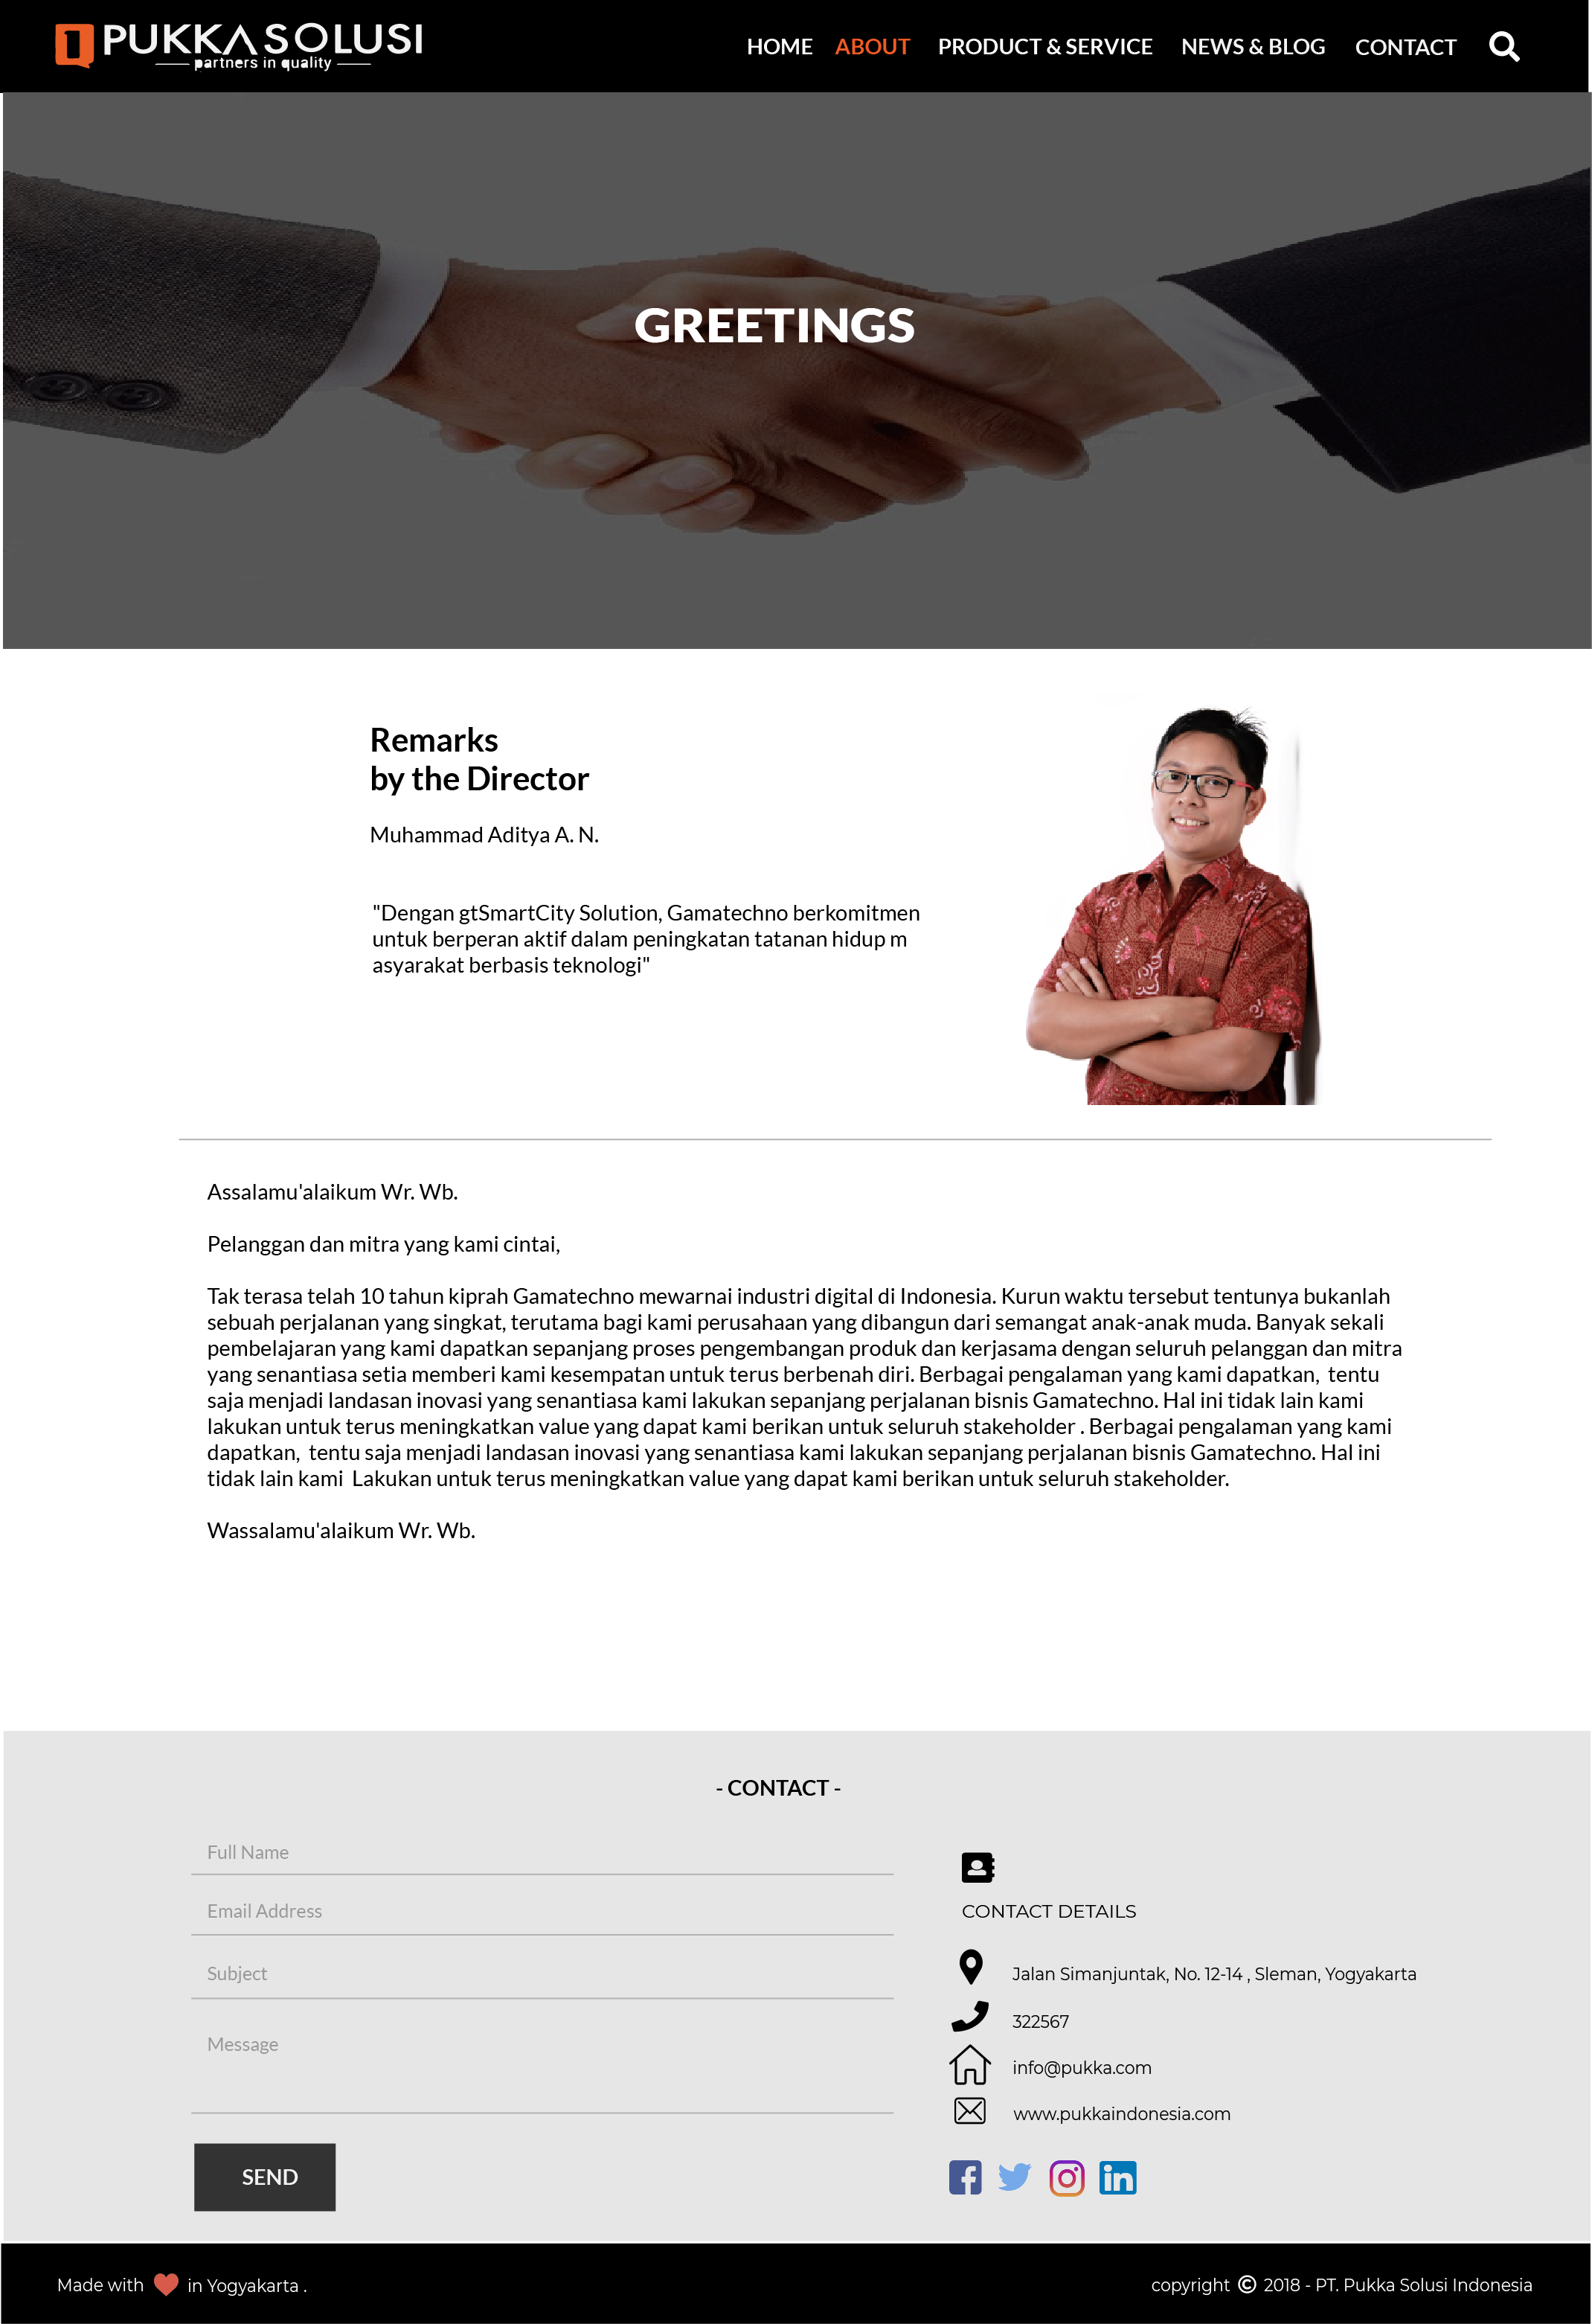 PUKKA SOLUSI
partners in quality
HOME ABOUT PRODUCT & SERVICE NEWS & BLOG CONTACT
GREETINGS
Remarks
by the Director
Muhammad Aditya A. N.
"Dengan gtSmartCity Solution, Gamatechno berkomitmen
untuk berperan aktif dalam peningkatan tatanan hidup m
asyarakat berbasis teknologi"
Assalamu'alaikum Wr. Wb.
Pelanggan dan mitra yang kami cintai,
Tak terasa telah 10 tahun kiprah Gamatechno mewarnai industri digital di Indonesia. Kurun waktu tersebut tentunya bukanlah
sebuah perjalanan yang singkat, terutama bagi kami perusahaan yang dibangun dari semangat anak-anak muda. Banyak sekali
pembelajaran yang kami dapatkan sepanjang proses pengembangan produk dan kerjasama dengan seluruh pelanggan dan mitra
yang senantiasa setia memberi kami kesempatan untuk terus berbenah diri. Berbagai pengalaman yang kami dapatkan,  tentu
saja menjadi landasan inovasi yang senantiasa kami lakukan sepanjang perjalanan bisnis Gamatechno. Hal ini tidak lain kami
lakukan untuk terus meningkatkan value yang dapat kami berikan untuk seluruh stakeholder . Berbagai pengalaman yang kami
dapatkan,  tentu saja menjadi landasan inovasi yang senantiasa kami lakukan sepanjang perjalanan bisnis Gamatechno. Hal ini
tidak lain kami  Lakukan untuk terus meningkatkan value yang dapat kami berikan untuk seluruh stakeholder.
Wassalamu'alaikum Wr. Wb.
- CONTACT -
Full Name
Email Address
Subject
Message
SEND
CONTACT DETAILS
Jalan Simanjuntak, No. 12-14 , Sleman, Yogyakarta
322567
info@pukka.com
www.pukkaindonesia.com
Made with in Yogyakarta .
copyright © 2018 - PT. Pukka Solusi Indonesia